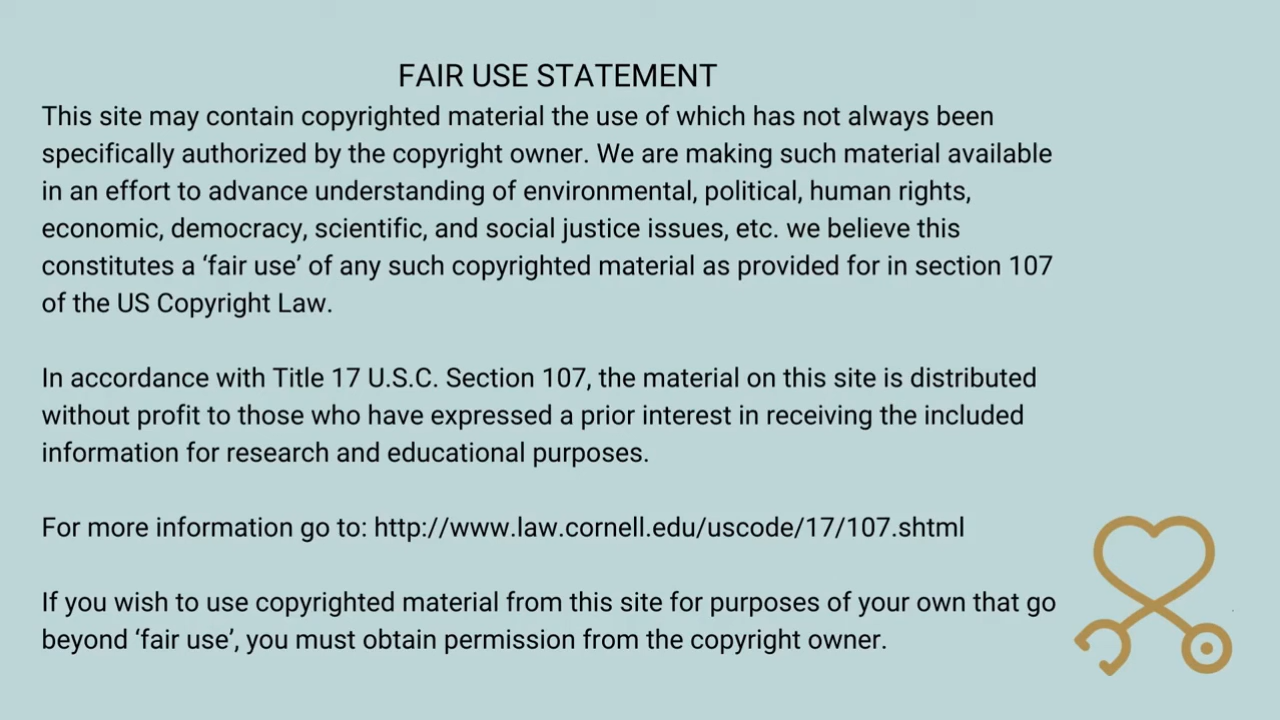 FAIR USE STATEMENT
This site may contain copyrighted material the use of which has not always been
specifically authorized by the copyright owner. We are making such material available
in an effort to advance understanding of environmental, political, human rights,
economic, democracy, scientific, and social justice issues, etc. we believe this
constitutes a ‘fair use’ of any such copyrighted material as provided for in section 107
of the US Copyright Law.
In accordance with Title 17 U.S.C. Section 107, the material on this site is distributed
without profit to those who have expressed a prior interest in receiving the included
information for research and educational purposes.
For more information go to: http://www.law.cornell.edu/uscode/17/107.shtml
If you wish to use copyrighted material from this site for purposes of your own that go
beyond ‘fair use’, you must obtain permission from the copyright owner.